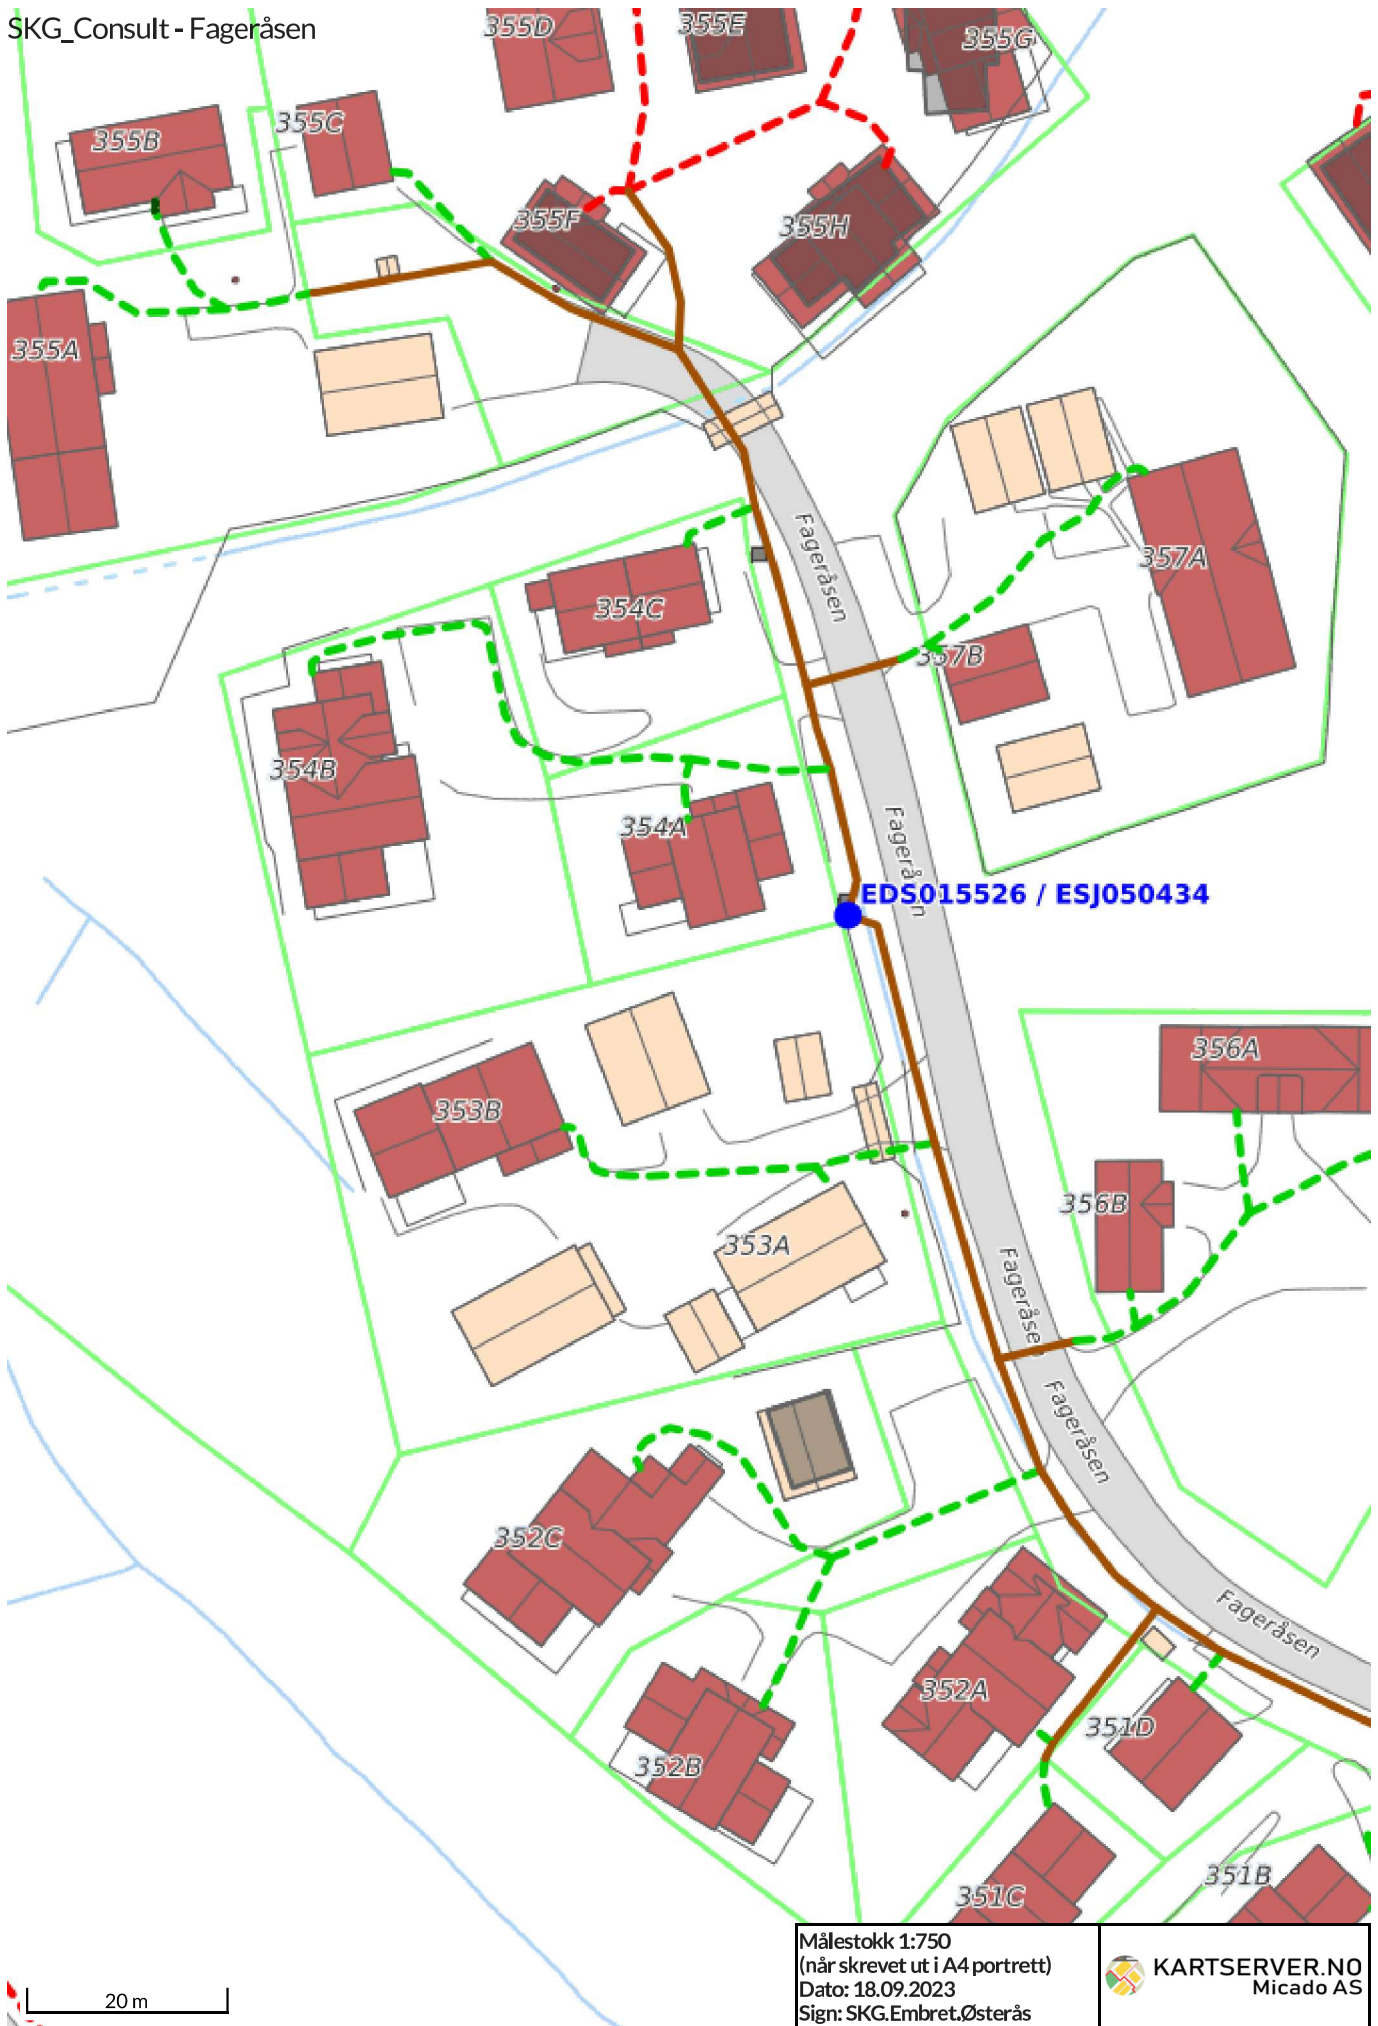 SKG_Consult - Fageråsen
355D
355E
355G
355B
355C
355F
355H
355A
357A
354C
Fageråsen
357B
354B
354A
Fageråsen
EDS015526 / ESJ050434
356A
353B
356B
353A
Fageråsen
Fageråsen
352C
Fageråsen
352A
351D
352B
351B
351C
Målestokk 1:750
(når skrevet ut i A4 portrett)
Dato: 18.09.2023
Sign: SKG.Embret.Østerås
KARTSERVER.NO
Micado AS
20 m